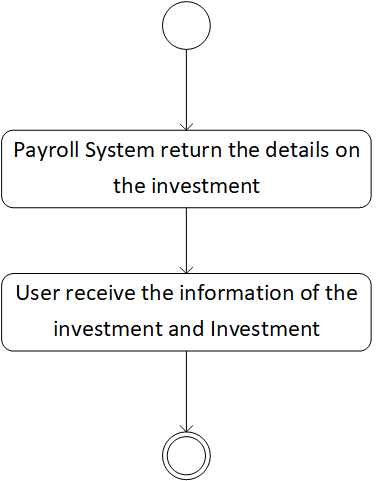 Payroll System return the details on
the investment
User receive the information of the
investment and Investment